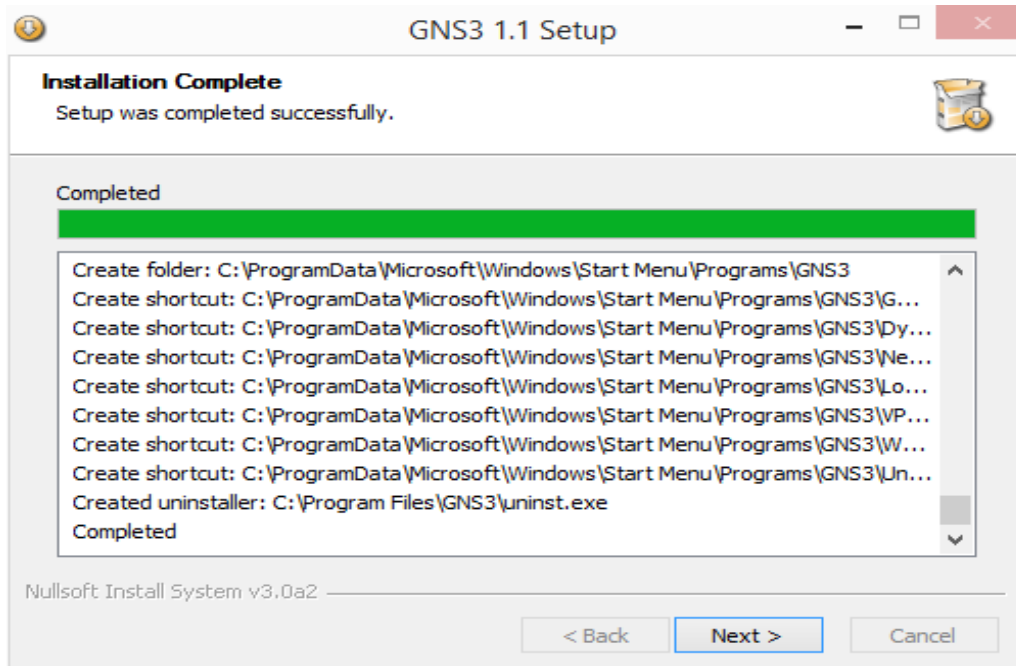 GNS3 1.1 Setup
Installation Complete
Setup was completed successfully.
Completed
Create folder: C:\ProgramData\Microsoft\Windows\Start Menu\Programs\GNS3
Create shortcut: C:\ProgramData\Microsoft\Windows\Start Menu\Programs\GNS3\G...
Create shortcut: C:\ProgramData\Microsoft\Windows\Start Menu\Programs\GNS3\Dy...
Create shortcut: C:\ProgramData\Microsoft\Windows\Start Menu\Programs\GNS3\Ne...
Create shortcut: C:\ProgramData\Microsoft\Windows\Start Menu\Programs\GNS3\Lo...
Create shortcut: C:\ProgramData\Microsoft\Windows\Start Menu\Programs\GNS3\VP...
Create shortcut: C:\ProgramData\Microsoft\Windows\Start Menu\Programs\GNS3\W...
Create shortcut: C:\ProgramData\Microsoft\Windows\Start Menu\Programs\GNS3\Un...
Created uninstaller: C:\Program Files\GNS3\uninst.exe
Completed
Nullsoft Install System v3.0a2
< Back Next > Cancel